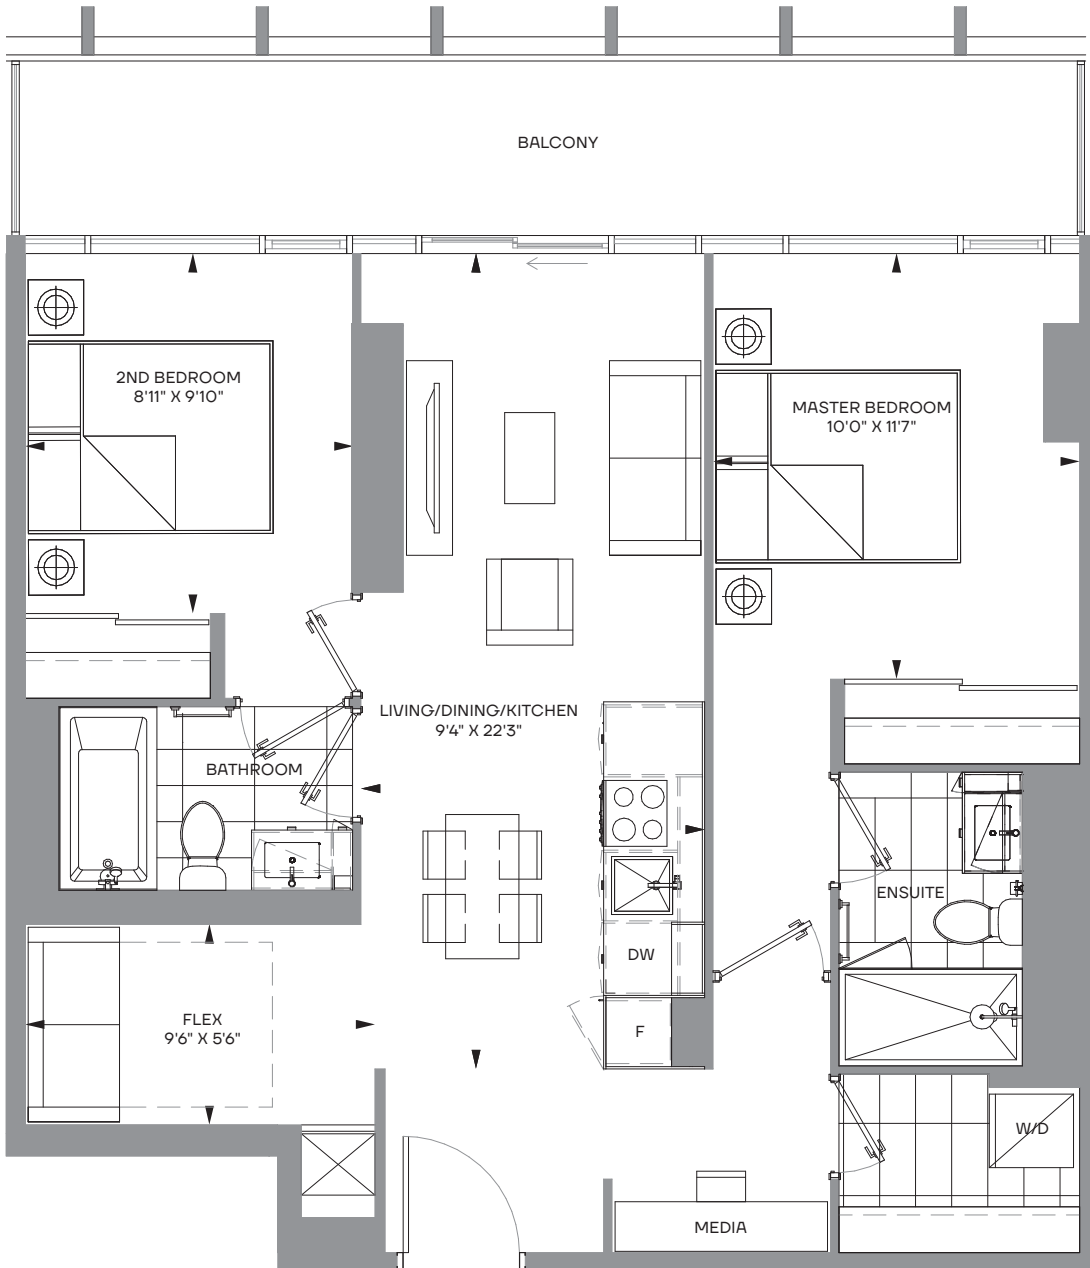 BALCONY
2ND BEDROOM
8'11" X 9'10"
MASTER BEDROOM
10'0" X 11'7"
LIVING/DINING/KITCHEN
9'4" X 22'3"
BATHROOM
ENSUITE
DW
FLEX
9'6" X 5'6"
F
W/D
MEDIA